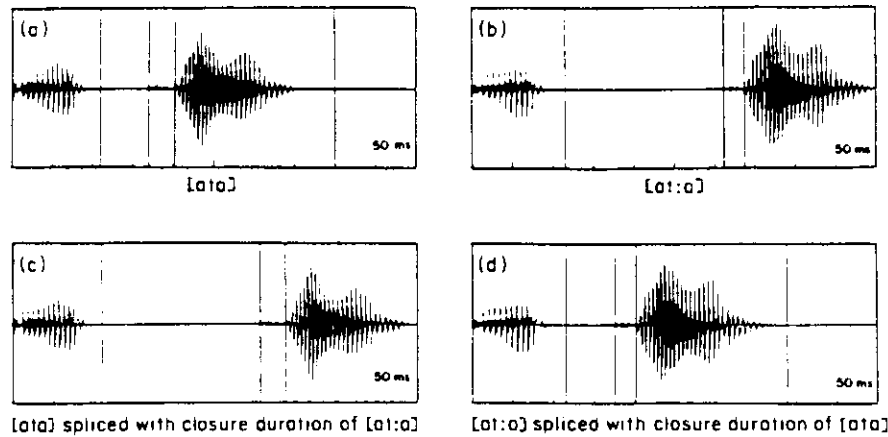 (a)
50 ms
[ata]
(b)
50 ms
[at:a]
(c)
50 ms
[ata] spliced with closure duration of [at:a]
(d)
50 ms
[at:a] spliced with closure duration of [ata]